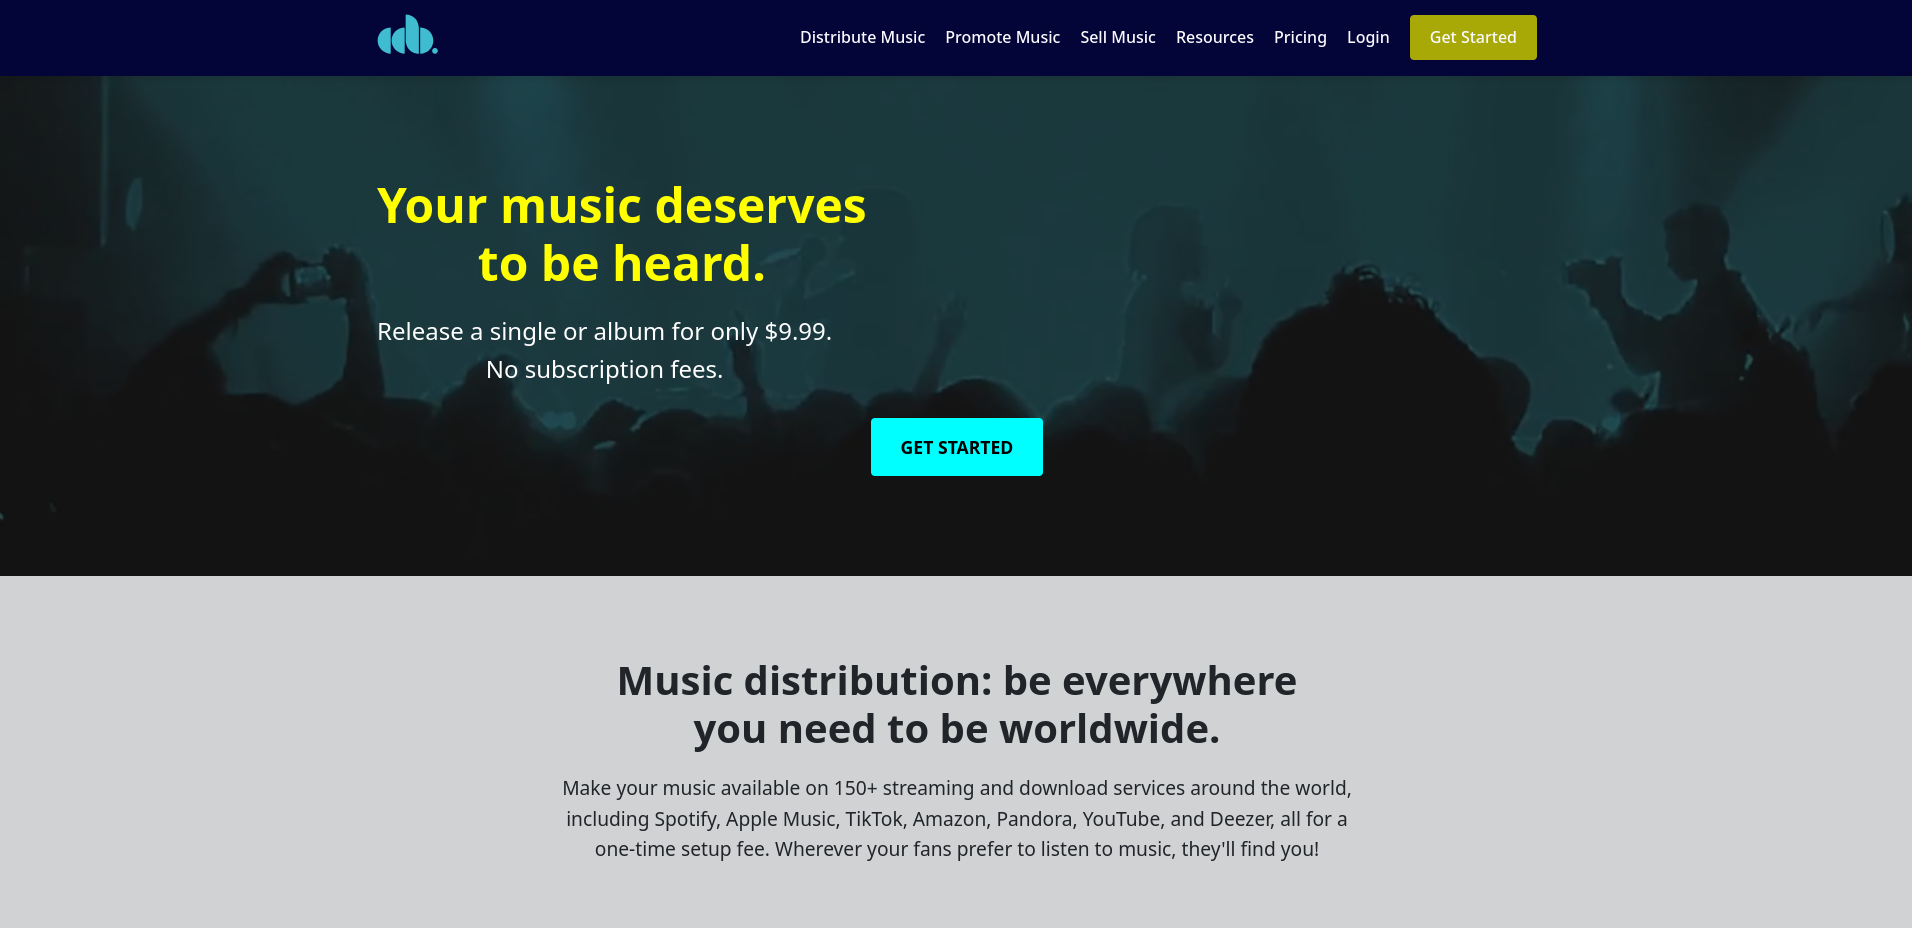 cdb.
Distribute Music
Promote Music
Sell Music
Resources
Pricing
Login
Get Started
Your music deserves
to be heard.
Release a single or album for only $9.99.
No subscription fees.
GET STARTED
Music distribution: be everywhere
you need to be worldwide.
Make your music available on 150+ streaming and download services around the world,
including Spotify, Apple Music, TikTok, Amazon, Pandora, YouTube, and Deezer, all for a
one-time setup fee. Wherever your fans prefer to listen to music, they'll find you!